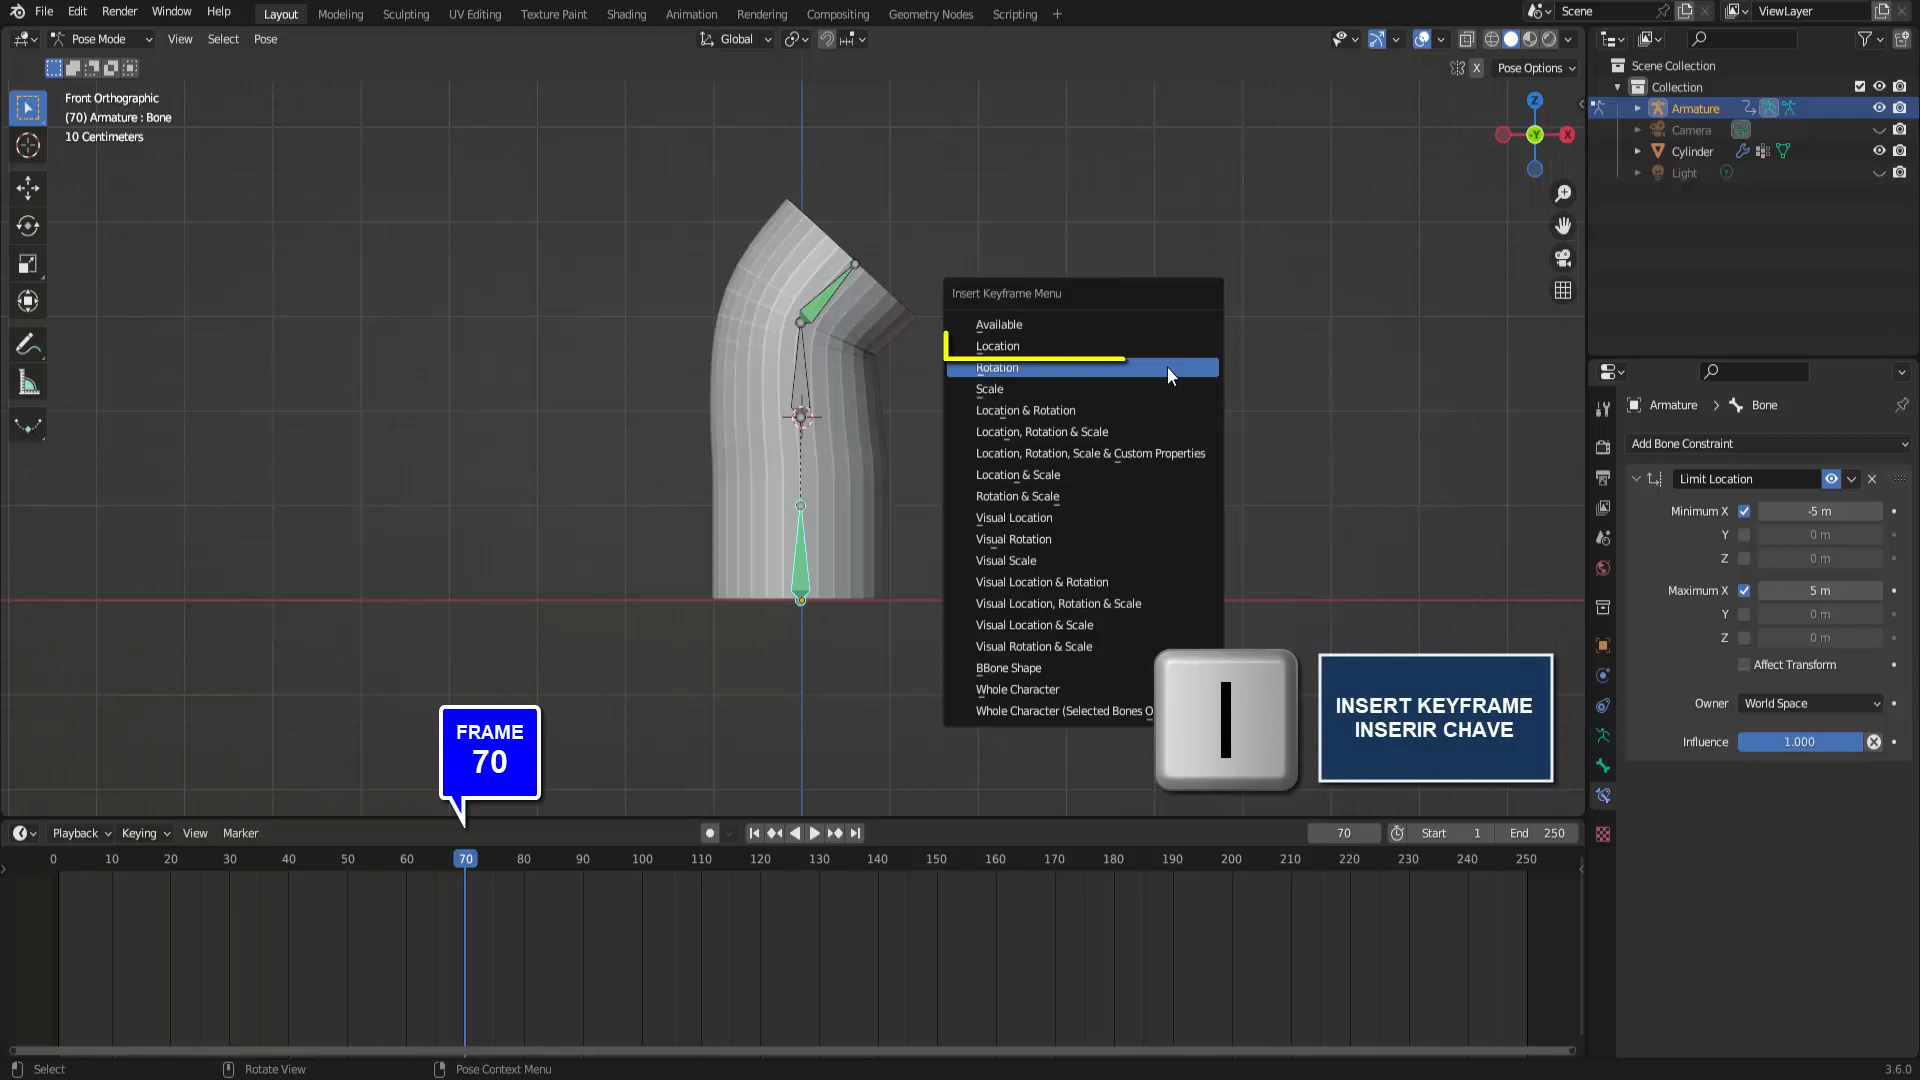 File Edit Render Window Help Layout Modeling Sculpting UV Editing Texture Paint Shading Animation Rendering Compositing Geometry Nodes Scripting + Scene ViewLayer
Pose Mode View Select Pose Global
X Pose Options
Front Orthographic
(70) Armature : Bone
10 Centimeters
Z
-Y
X
Scene Collection
Collection
Armature
Camera
Cylinder
Light
Insert Keyframe Menu
Available
Location
Rotation
Scale
Location & Rotation
Location, Rotation & Scale
Location, Rotation, Scale & Custom Properties
Location & Scale
Rotation & Scale
Visual Location
Visual Rotation
Visual Scale
Visual Location & Rotation
Visual Location, Rotation & Scale
Visual Location & Scale
Visual Rotation & Scale
BBone Shape
Whole Character
Whole Character (Selected Bones O
I
INSERT KEYFRAME
INSERIR CHAVE
FRAME
70
Armature > Bone
Add Bone Constraint
Limit Location
Minimum X -5 m
Y 0 m
Z 0 m
Maximum X 5 m
Y 0 m
Z 0 m
Affect Transform
Owner World Space
Influence 1.000
Playback Keying View Marker 70 Start 1 End 250
0 10 20 30 40 50 60 70 80 90 100 110 120 130 140 150 160 170 180 190 200 210 220 230 240 250
Select Rotate View Pose Context Menu 3.6.0